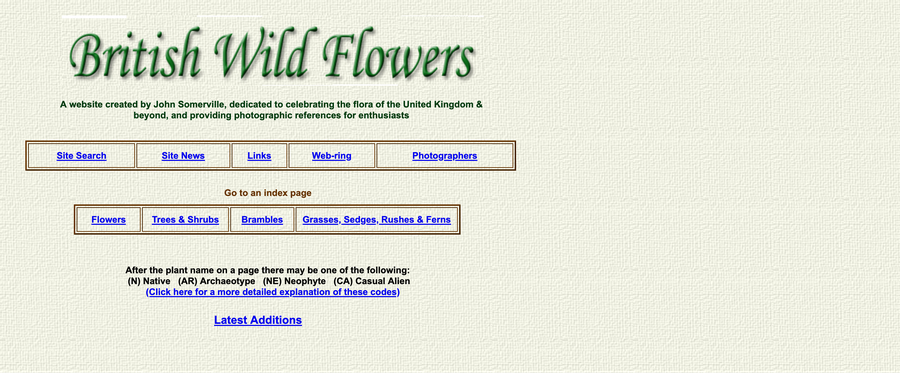 British Wild Flowers
A website created by John Somerville, dedicated to celebrating the flora of the United Kingdom &
beyond, and providing photographic references for enthusiasts
Site Search Site News Links Web-ring Photographers
Go to an index page
Flowers Trees & Shrubs Brambles Grasses, Sedges, Rushes & Ferns
After the plant name on a page there may be one of the following:
(N) Native (AR) Archaeotype (NE) Neophyte (CA) Casual Alien
(Click here for a more detailed explanation of these codes)
Latest Additions